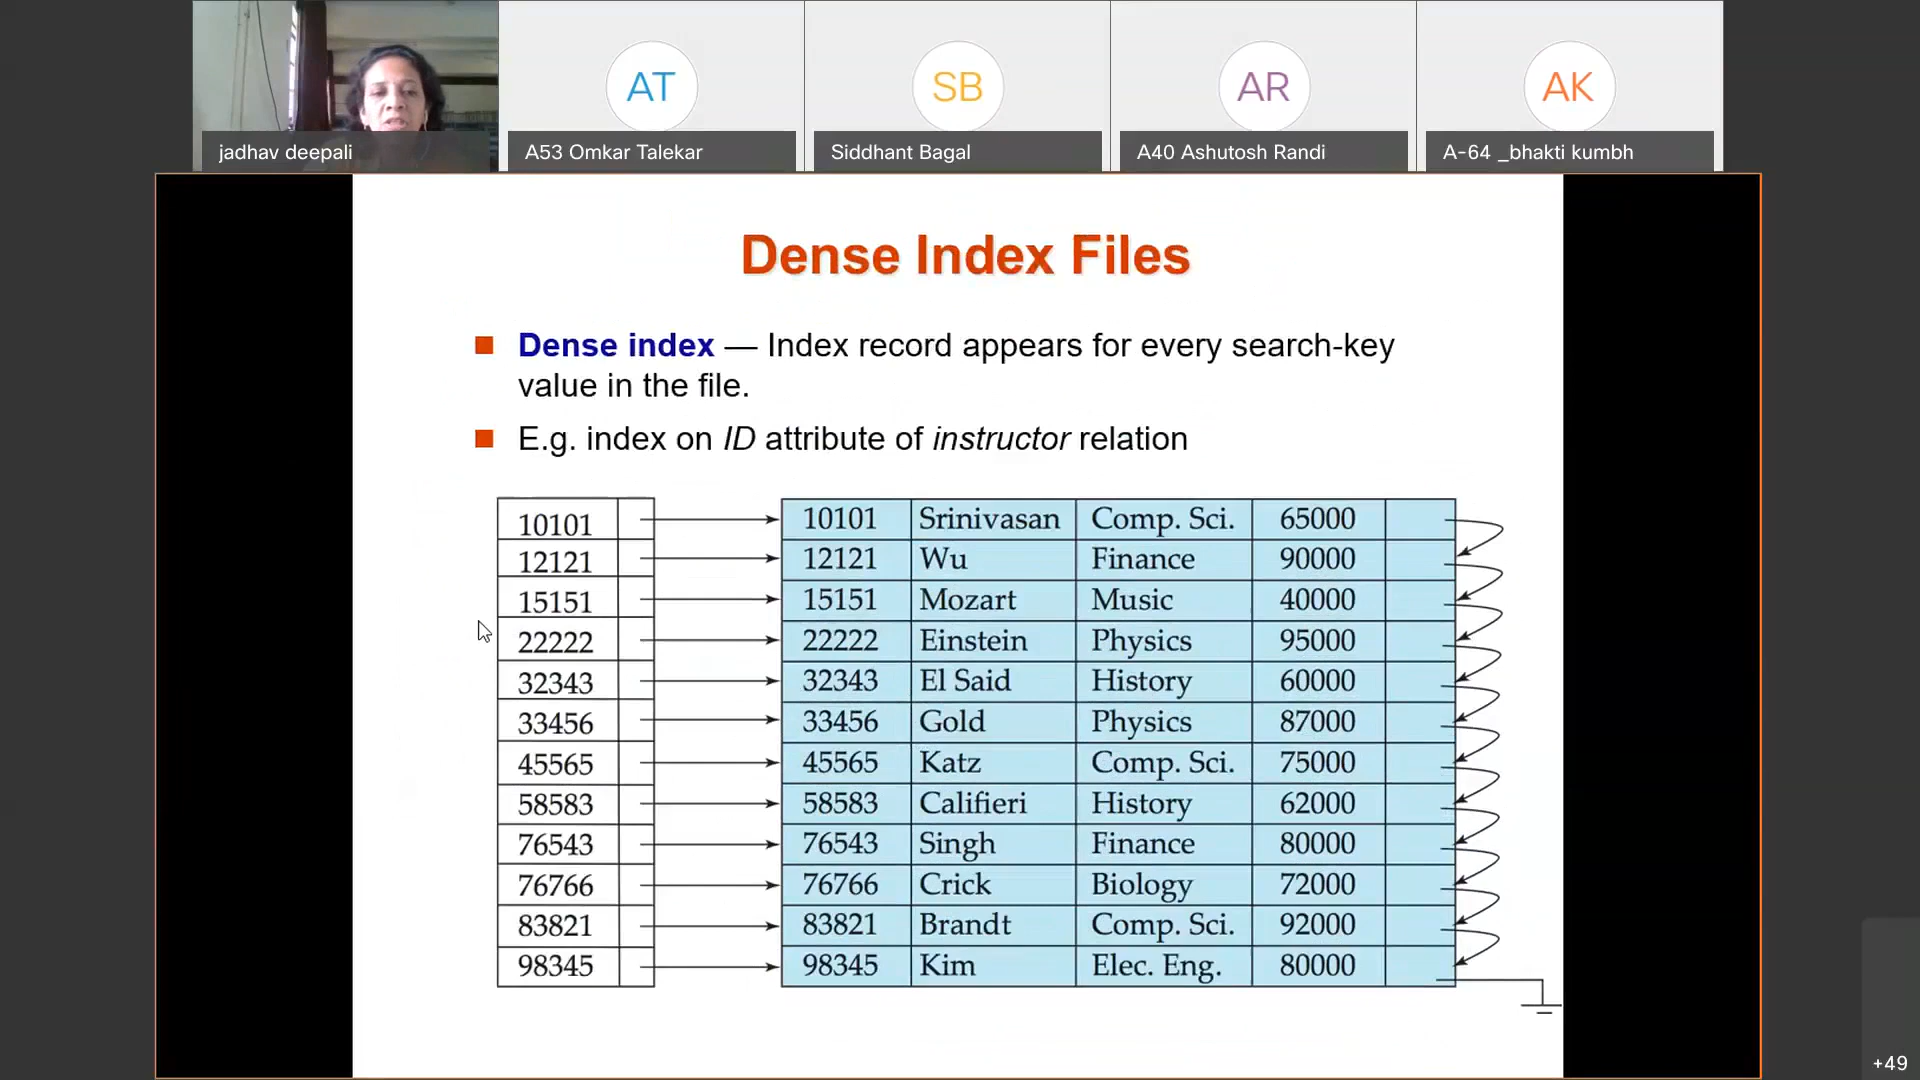 AT
SB
AR
AK
jadhav deepali
A53 Omkar Talekar
Siddhant Bagal
A40 Ashutosh Randi
A-64 _bhakti kumbh
Dense Index Files
Dense index — Index record appears for every search-key
value in the file.
E.g. index on ID attribute of instructor relation
10101 10101 Srinivasan Comp. Sci. 65000
12121 12121 Wu Finance 90000
15151 15151 Mozart Music 40000
22222 22222 Einstein Physics 95000
32343 32343 El Said History 60000
33456 33456 Gold Physics 87000
45565 45565 Katz Comp. Sci. 75000
58583 58583 Califieri History 62000
76543 76543 Singh Finance 80000
76766 76766 Crick Biology 72000
83821 83821 Brandt Comp. Sci. 92000
98345 98345 Kim Elec. Eng. 80000
+49